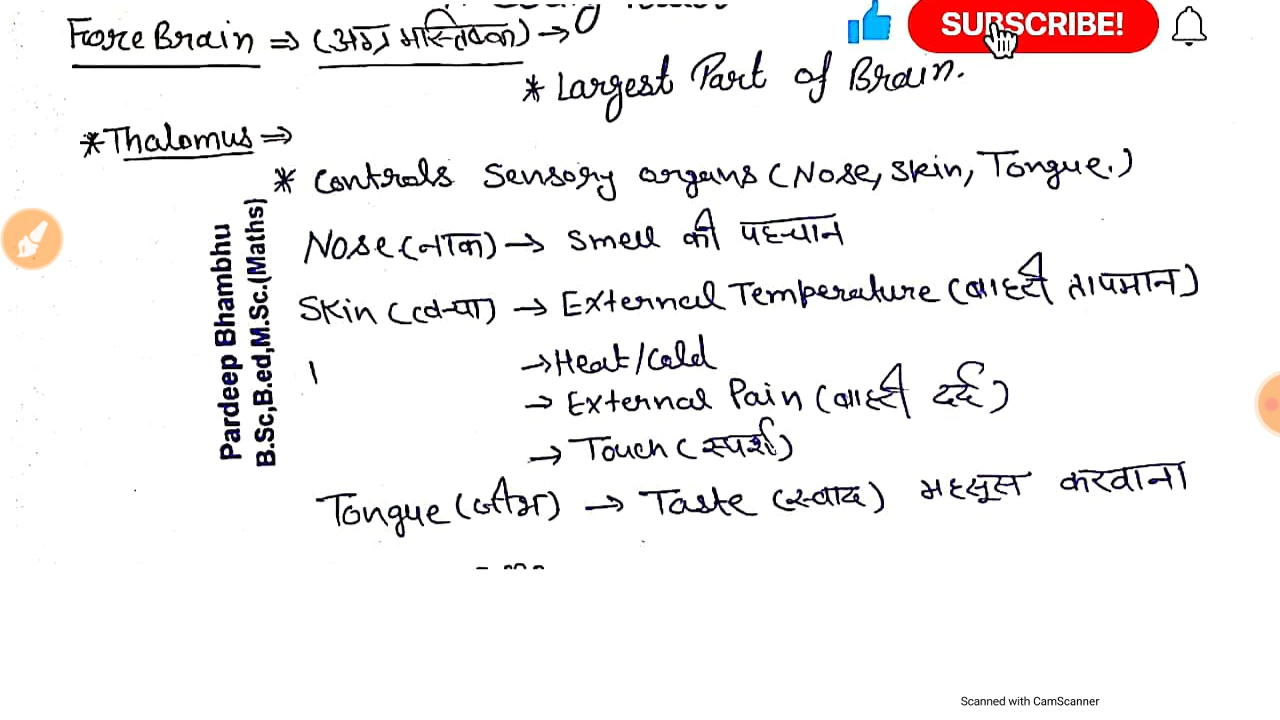 SUBSCRIBE!
Fore Brain ⇒ (अग्र मस्तिष्क) →
* Largest Part of Brain.
* Thalomus ⇒
* Controls Sensory organs (Nose, Skin, Tongue.)
Nose (नाक) → Smell की पहचान
Skin (त्वचा) → External Temperature (बाहरी तापमान)
→ Heat/Cold
→ External Pain (बाहरी दर्द)
→ Touch (स्पर्श)
Tongue (जीभ) → Taste (स्वाद) महसूस करवाना
Pardeep Bhambhu
B.Sc,B.ed,M.Sc.(Maths)
Scanned with CamScanner